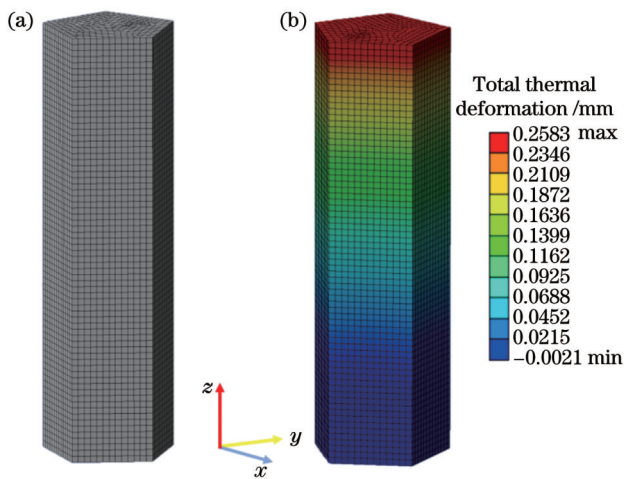 (a)
(b)
Total thermal
deformation /mm
0.2583 max
0.2346
0.2109
0.1872
0.1636
0.1399
0.1162
0.0925
0.0688
0.0452
0.0215
−0.0021 min
z
y
x